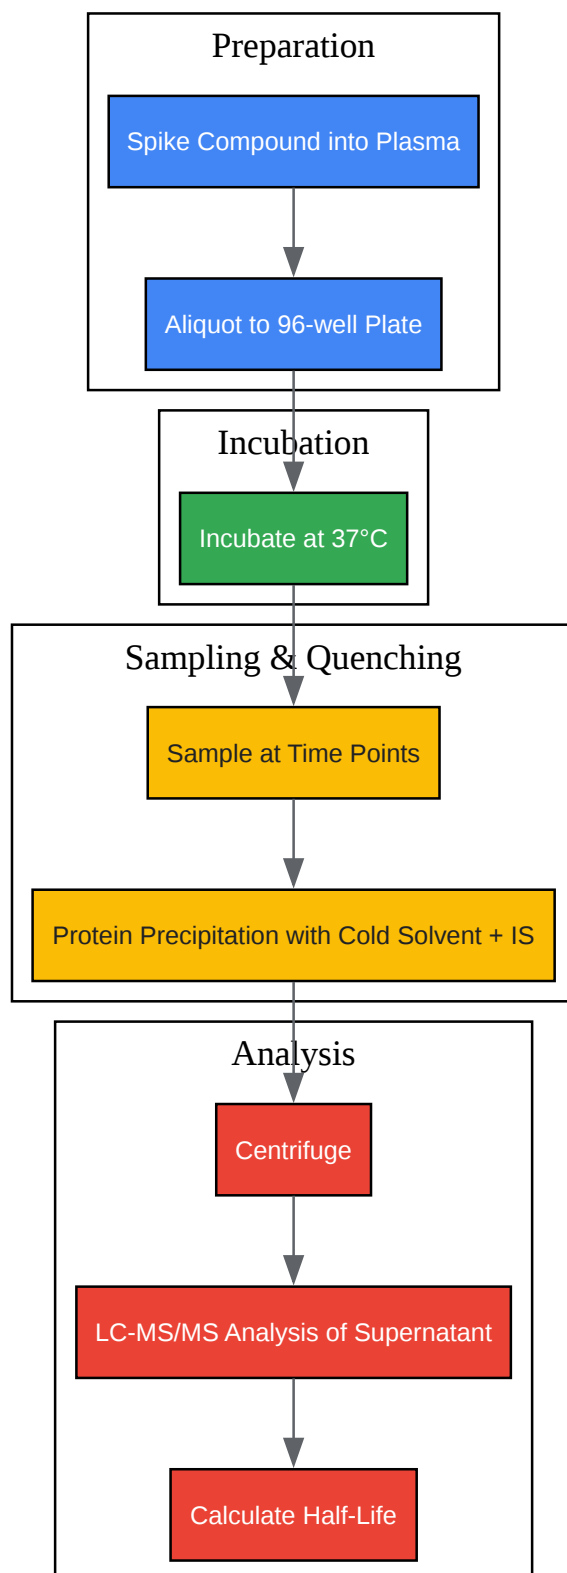 Preparation
Spike Compound into Plasma
Aliquot to 96-well Plate
Incubation
Incubate at 37°C
Sampling & Quenching
Sample at Time Points
Protein Precipitation with Cold Solvent + IS
Analysis
Centrifuge
LC-MS/MS Analysis of Supernatant
Calculate Half-Life